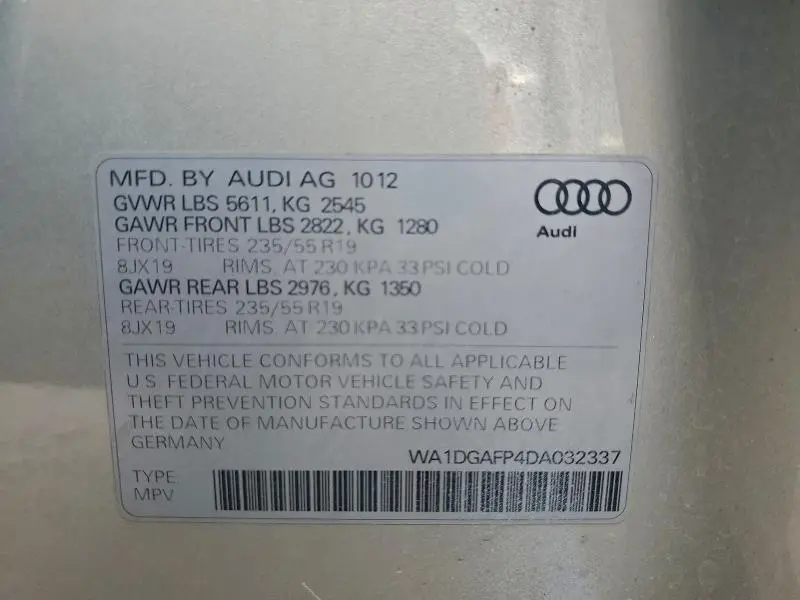 MFD. BY AUDI AG 10 12
GVWR LBS 5611, KG 2545
GAWR FRONT LBS 2822, KG 1280
FRONT-TIRES 235/55 R19
8JX19 RIMS, AT 230 KPA 33 PSI COLD
GAWR REAR LBS 2976, KG 1350
REAR-TIRES 235/55 R19
8JX19 RIMS, AT 230 KPA 33 PSI COLD
Audi
THIS VEHICLE CONFORMS TO ALL APPLICABLE
U.S. FEDERAL MOTOR VEHICLE SAFETY AND
THEFT PREVENTION STANDARDS IN EFFECT ON
THE DATE OF MANUFACTURE SHOWN ABOVE
GERMANY
WA1DGAFP4DA032337
TYPE
MPV